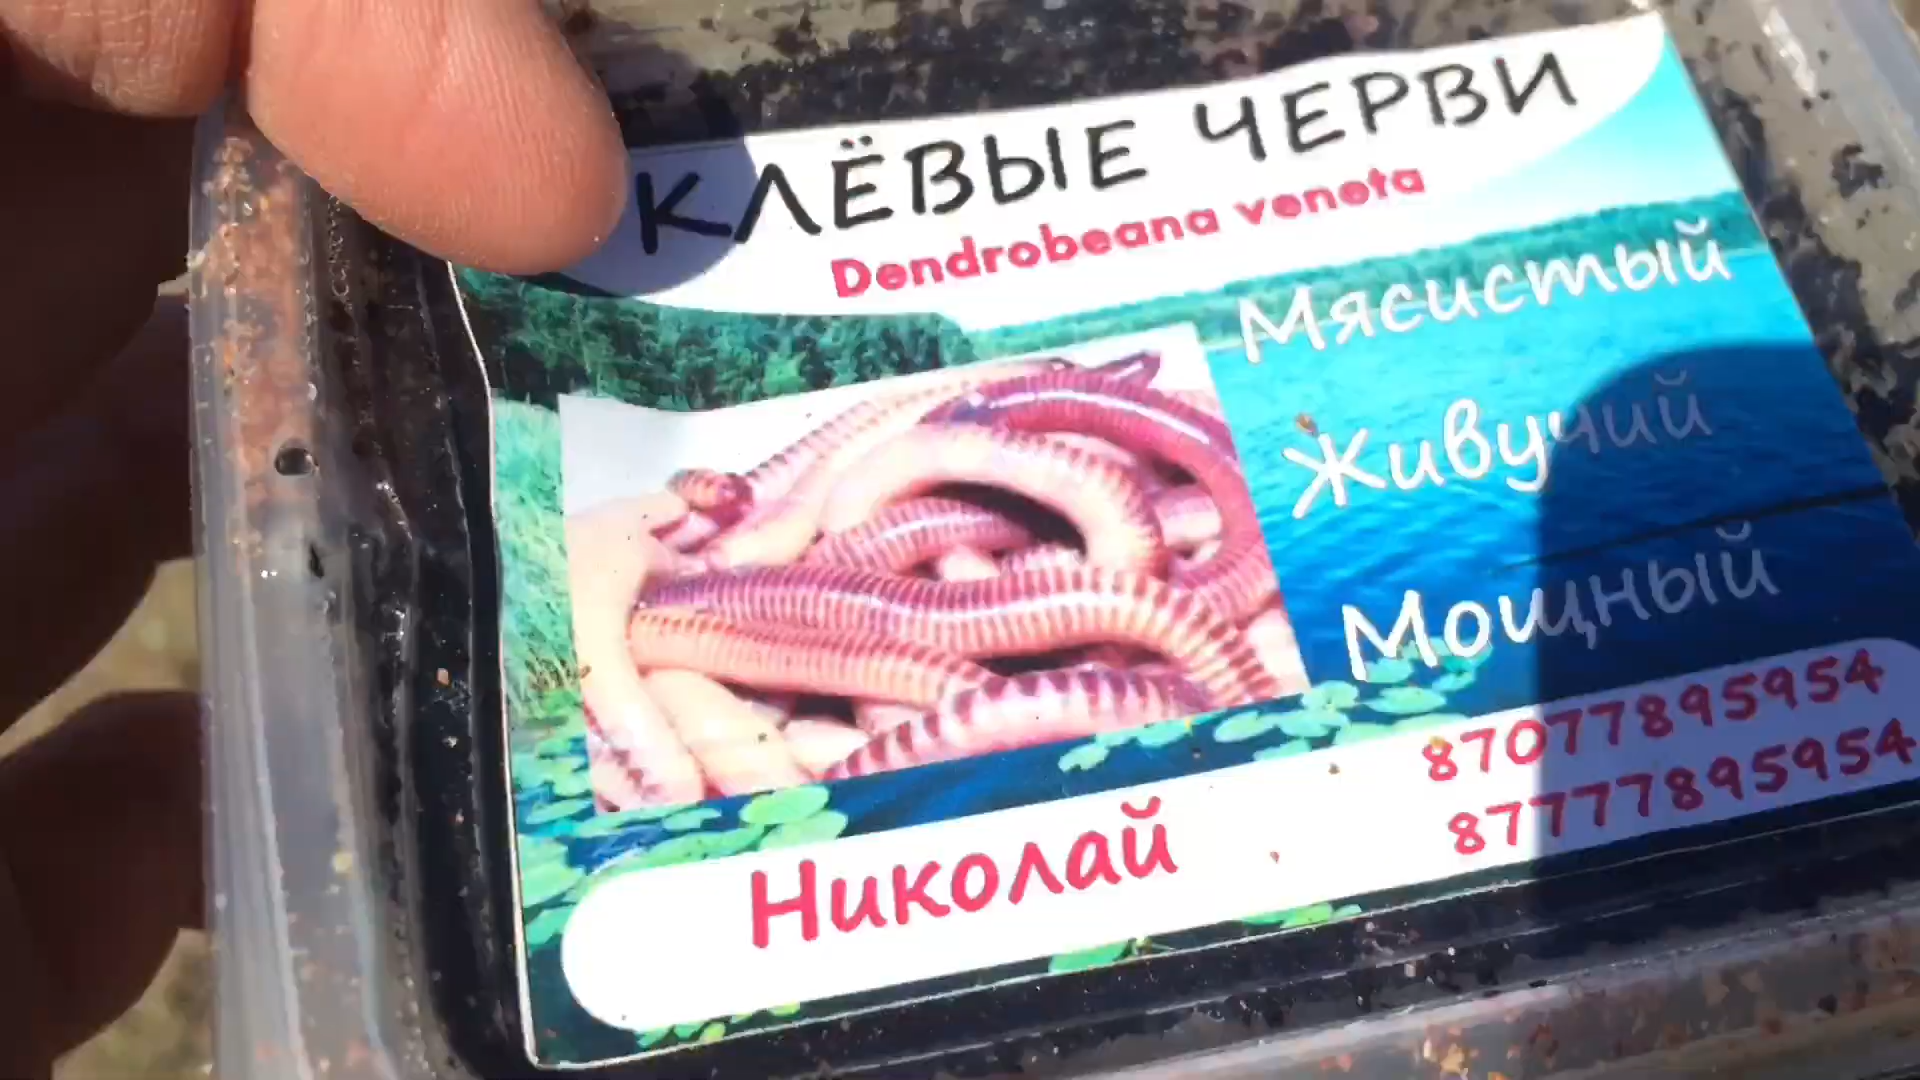 КЛЁВЫЕ ЧЕРВИ
Dendrobeana veneta
Мясистый
Живучий
Мощный
87077895954
87777895954
Николай